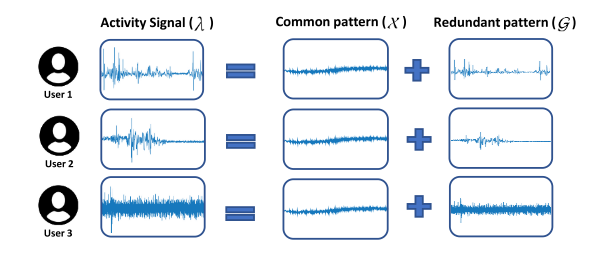 Activity Signal (λ) Common pattern (𝒳) Redundant pattern (𝒢)
User 1
User 2
User 3